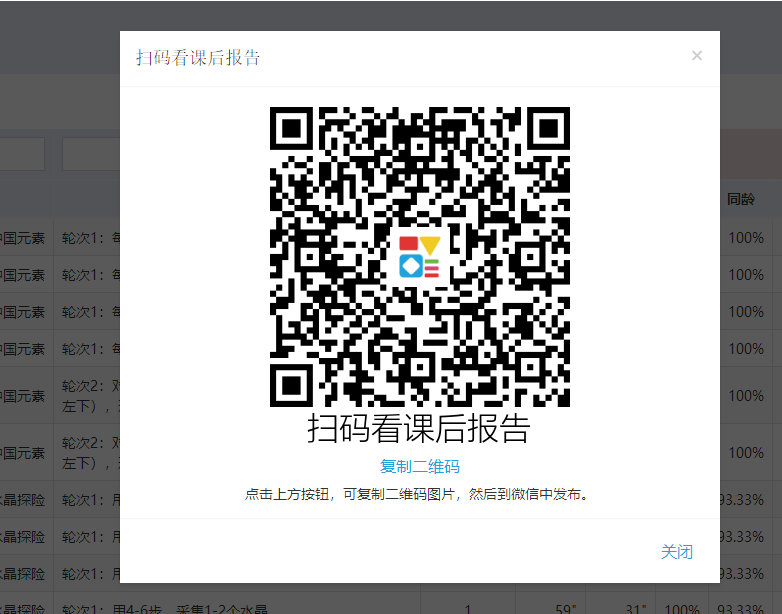 扫码看课后报告
×
扫码看课后报告
复制二维码
点击上方按钮，可复制二维码图片，然后到微信中发布。
关闭
同龄
中国元素 轮次1：每 100%
中国元素 轮次1：每 100%
中国元素 轮次1：每 100%
中国元素 轮次1：每 100%
中国元素 轮次2：对 100%
左下），
中国元素 轮次2：对 100%
左下），
水晶探险 轮次1：用 93.33%
水晶探险 轮次1：用 93.33%
水晶探险 轮次1：用 93.33%
水晶探险 轮次1：用4-6步，采集1-2个水晶 1 59" 31" 100% 93.33%